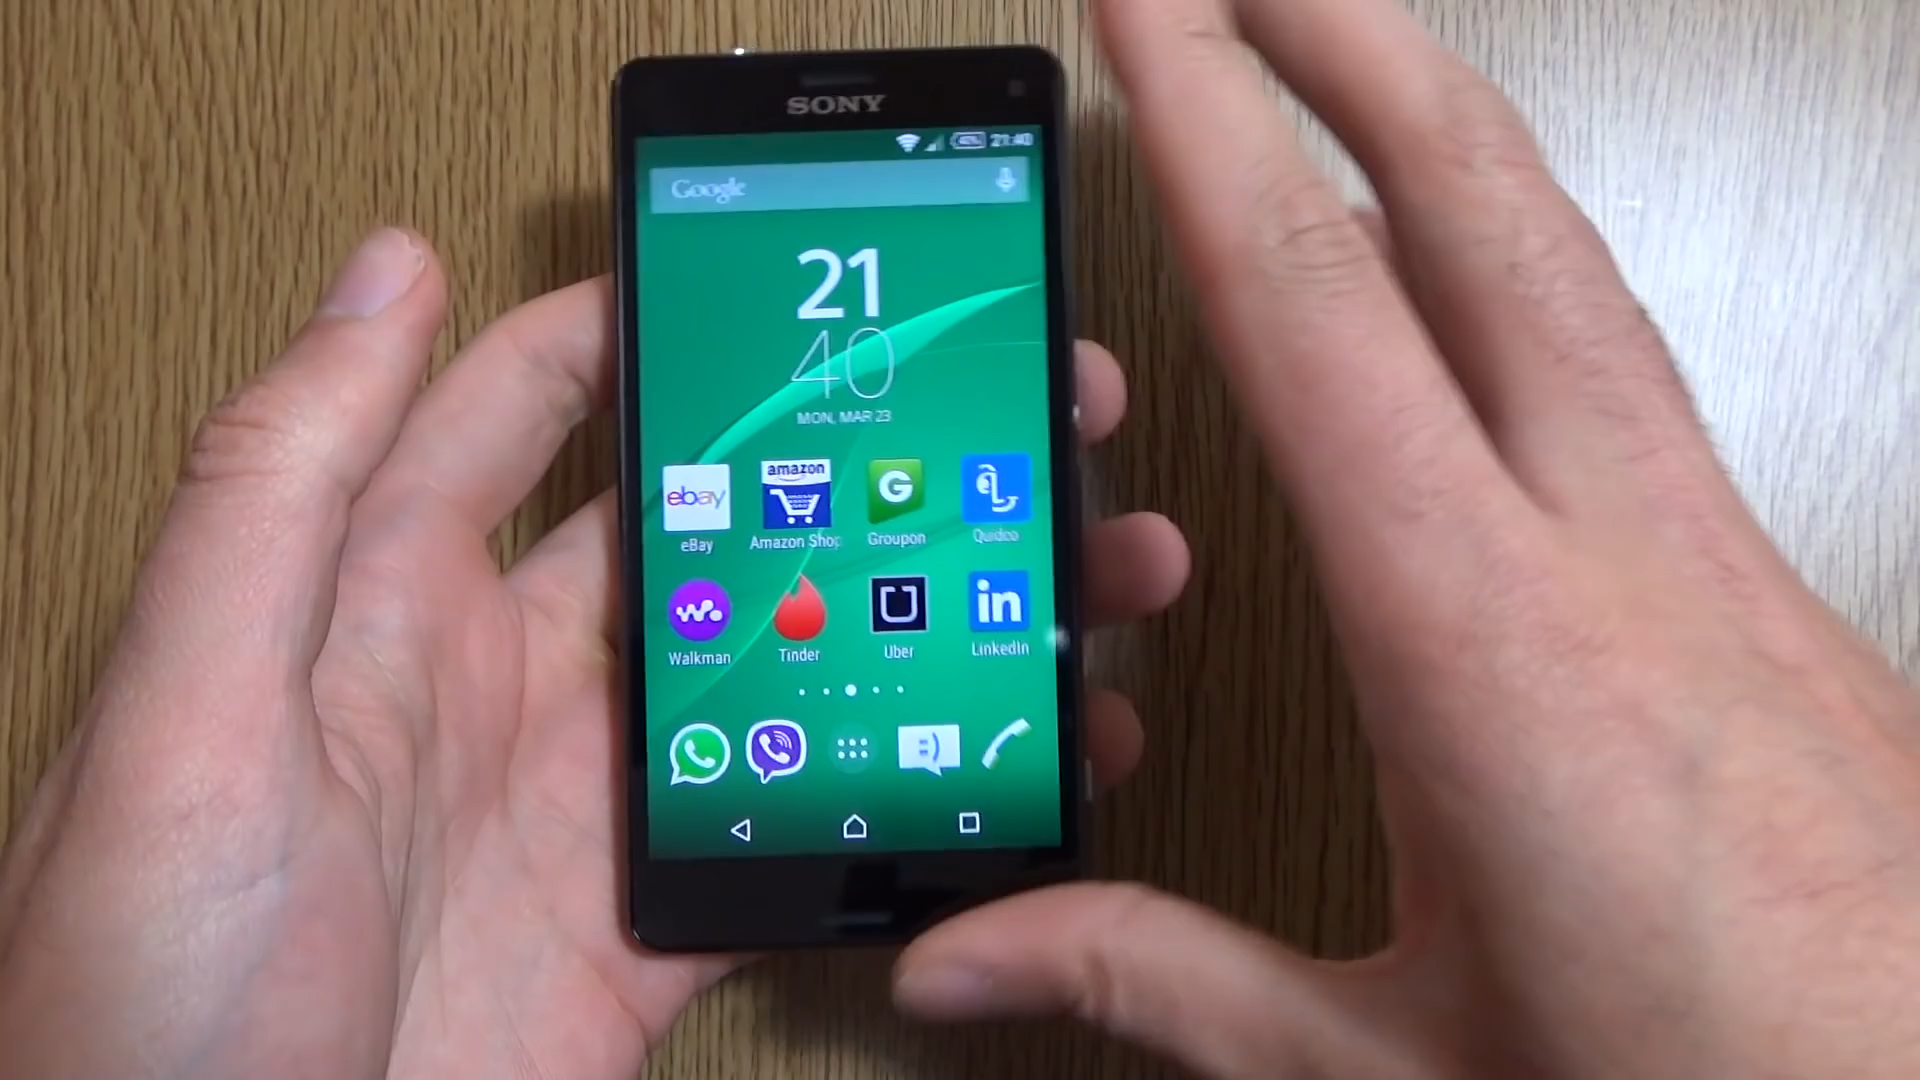 SONY
40% 21:40
Google
21
40
MON, MAR 23
ebay
amazon
eBay
Amazon Shop
Groupon
Quidco
Walkman
Tinder
Uber
in
LinkedIn
:)